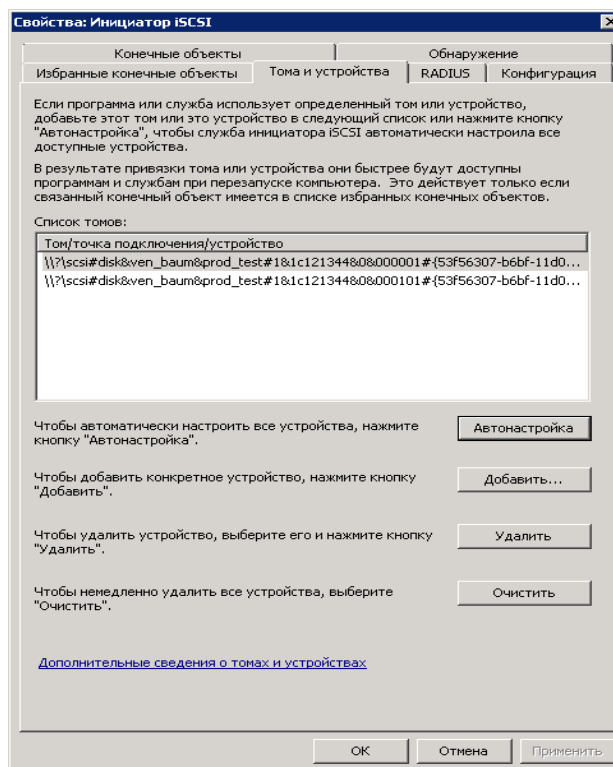 Свойства: Инициатор iSCSI
Конечные объекты
Обнаружение
Избранные конечные объекты
Тома и устройства
RADIUS
Конфигурация
Если программа или служба использует определенный том или устройство,
добавьте этот том или это устройство в следующий список или нажмите кнопку
"Автонастройка", чтобы служба инициатора iSCSI автоматически настроила все
доступные устройства.
В результате привязки тома или устройства они быстрее будут доступны
программам и службам при перезапуске компьютера. Это действует только если
связанный конечный объект имеется в списке избранных конечных объектов.
Список томов:
Том/точка подключения/устройство
\\?\scsi#disk&ven_baum&prod_test#1&1c121344&0&000001#{53f56307-b6bf-11d0...
\\?\scsi#disk&ven_baum&prod_test#1&1c121344&0&000101#{53f56307-b6bf-11d0...
Чтобы автоматически настроить все устройства, нажмите
кнопку "Автонастройка".
Автонастройка
Чтобы добавить конкретное устройство, нажмите кнопку
"Добавить".
Добавить...
Чтобы удалить устройство, выберите его и нажмите кнопку
"Удалить".
Удалить
Чтобы немедленно удалить все устройства, выберите
"Очистить".
Очистить
Дополнительные сведения о томах и устройствах
ОК
Отмена
Применить